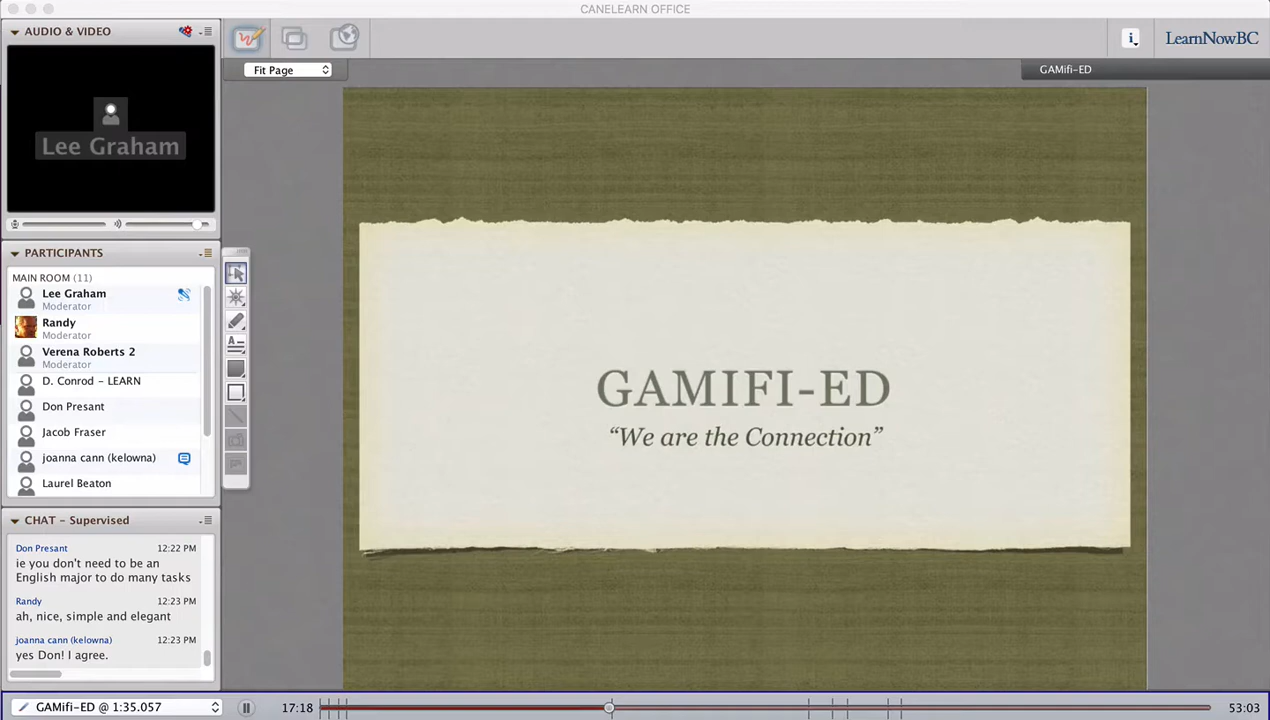 CANELEARN OFFICE
AUDIO & VIDEO
LearnNowBC
Fit Page
GAMifi-ED
Lee Graham
PARTICIPANTS
MAIN ROOM (11)
Lee Graham
Moderator
Randy
Moderator
Verena Roberts 2
Moderator
D. Conrod - LEARN
Don Presant
Jacob Fraser
joanna cann (kelowna)
Laurel Beaton
GAMIFI-ED
“We are the Connection”
CHAT - Supervised
Don Presant 12:22 PM
ie you don't need to be an
English major to do many tasks
Randy 12:23 PM
ah, nice, simple and elegant
joanna cann (kelowna) 12:23 PM
yes Don! I agree.
GAMifi-ED @ 1:35.057
17:18
53:03